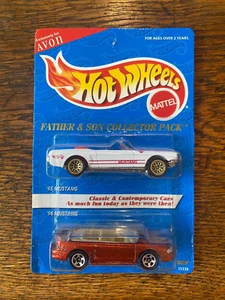 Exclusively for
AVON
FOR AGES OVER 3 YEARS
HOT WHEELS
MATTEL
FATHER & SON COLLECTOR PACK
MUSTANG
'65 MUSTANG
Classic & Contemporary Cars
As much fun today as they were then!
'94 MUSTANG